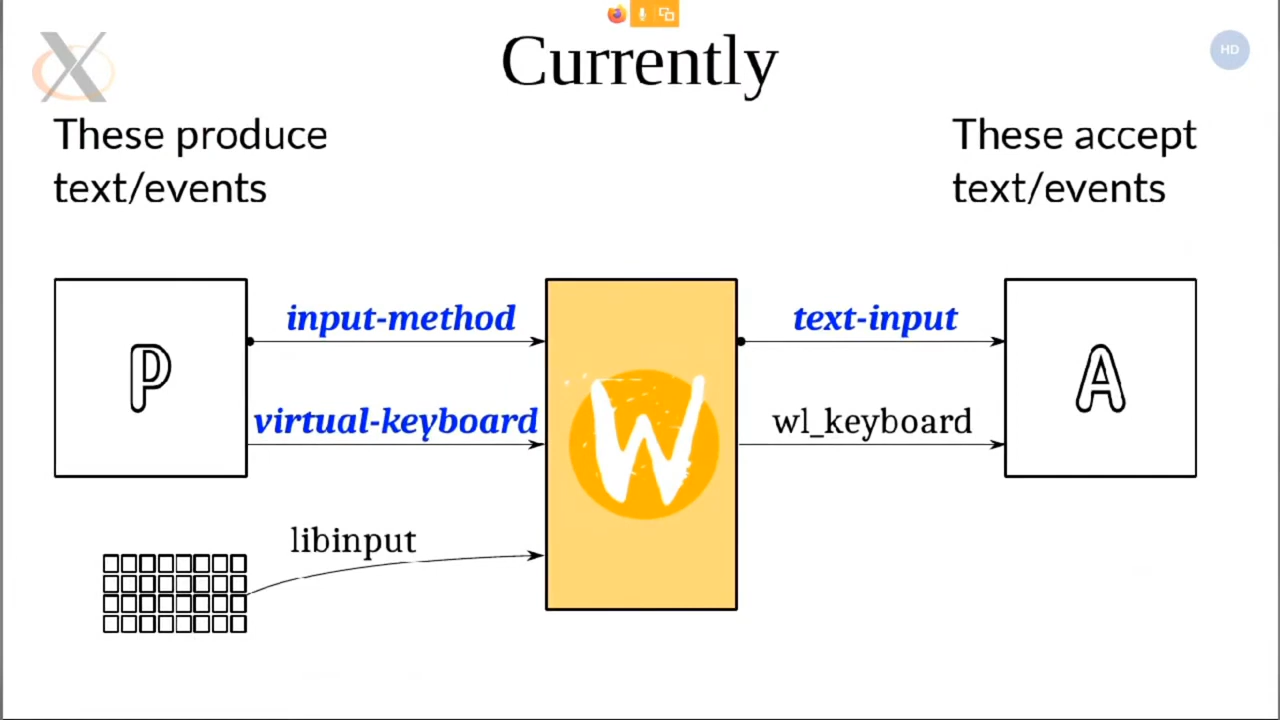 Currently
HD
These produce
text/events
These accept
text/events
P
input-method
virtual-keyboard
libinput
W
text-input
wl_keyboard
A